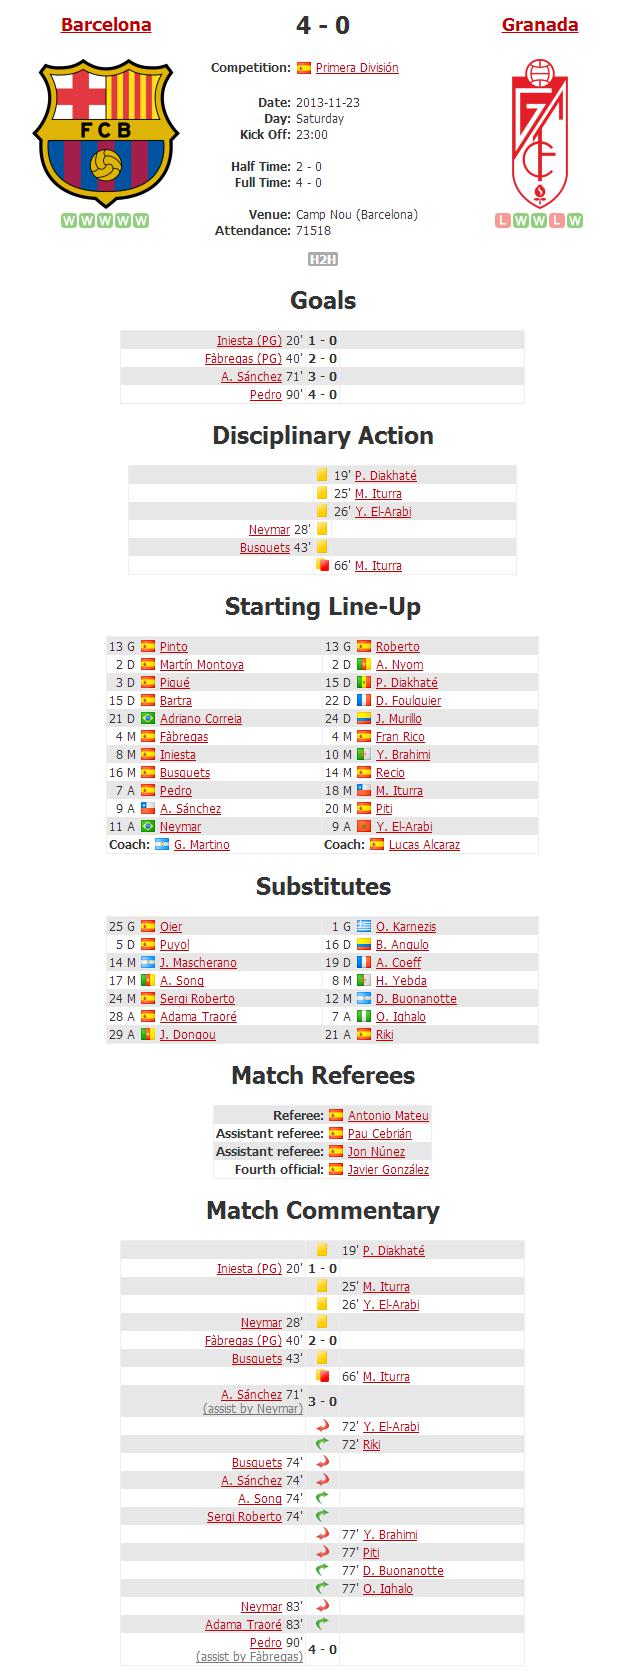 Barcelona 4 - 0 Granada
Competition: Primera División
Date: 2013-11-23
Day: Saturday
Kick Off: 23:00
Half Time: 2 - 0
Full Time: 4 - 0
FCB
W W W W W
Venue: Camp Nou (Barcelona)
L W W L W
Attendance: 71518
H2H
Goals
Iniesta (PG) 20' 1 - 0
Fàbregas (PG) 40' 2 - 0
A. Sánchez 71' 3 - 0
Pedro 90' 4 - 0
Disciplinary Action
19' P. Diakhaté
25' M. Iturra
26' Y. El-Arabi
Neymar 28'
Busquets 43'
66' M. Iturra
Starting Line-Up
13 G Pinto 13 G Roberto
2 D Martín Montoya 2 D A. Nyom
3 D Piqué 15 D P. Diakhaté
15 D Bartra 22 D D. Foulquier
21 D Adriano Correia 24 D J. Murillo
4 M Fàbregas 4 M Fran Rico
8 M Iniesta 10 M Y. Brahimi
16 M Busquets 14 M Recio
7 A Pedro 18 M M. Iturra
9 A A. Sánchez 20 M Piti
11 A Neymar 9 A Y. El-Arabi
Coach: G. Martino Coach: Lucas Alcaraz
Substitutes
25 G Oier 1 G O. Karnezis
5 D Puyol 16 D B. Angulo
14 M J. Mascherano 19 D A. Coeff
17 M A. Song 8 M H. Yebda
24 M Sergi Roberto 12 M D. Buonanotte
28 A Adama Traoré 7 A O. Ighalo
29 A J. Dongou 21 A Riki
Match Referees
Referee: Antonio Mateu
Assistant referee: Pau Cebrián
Assistant referee: Jon Núnez
Fourth official: Javier González
Match Commentary
19' P. Diakhaté
Iniesta (PG) 20' 1 - 0
25' M. Iturra
26' Y. El-Arabi
Neymar 28'
Fàbregas (PG) 40' 2 - 0
Busquets 43'
66' M. Iturra
A. Sánchez 71' 3 - 0
(assist by Neymar)
72' Y. El-Arabi
72' Riki
Busquets 74'
A. Sánchez 74'
A. Song 74'
Sergi Roberto 74'
77' Y. Brahimi
77' Piti
77' D. Buonanotte
77' O. Ighalo
Neymar 83'
Adama Traoré 83'
Pedro 90' 4 - 0
(assist by Fàbregas)